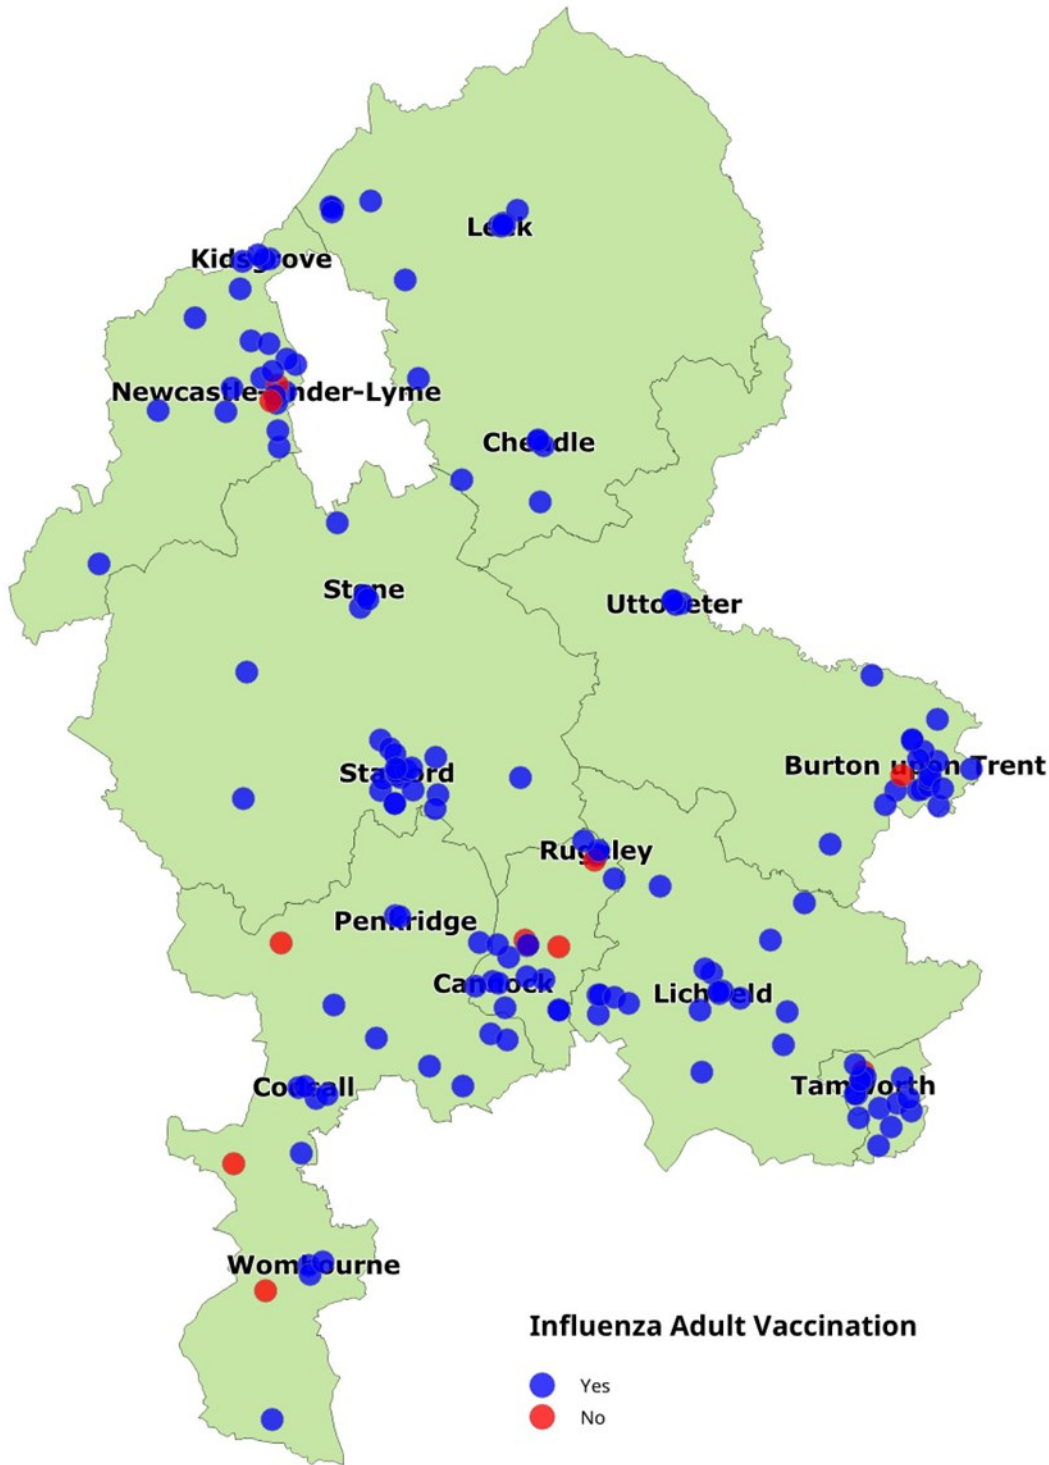 Leek
Kidsgrove
Newcastle-under-Lyme
Cheadle
Stone
Uttoxeter
Burton upon Trent
Stafford
Rugeley
Penkridge
Cannock
Lichfield
Codsall
Tamworth
Wombourne
Influenza Adult Vaccination
Yes
No